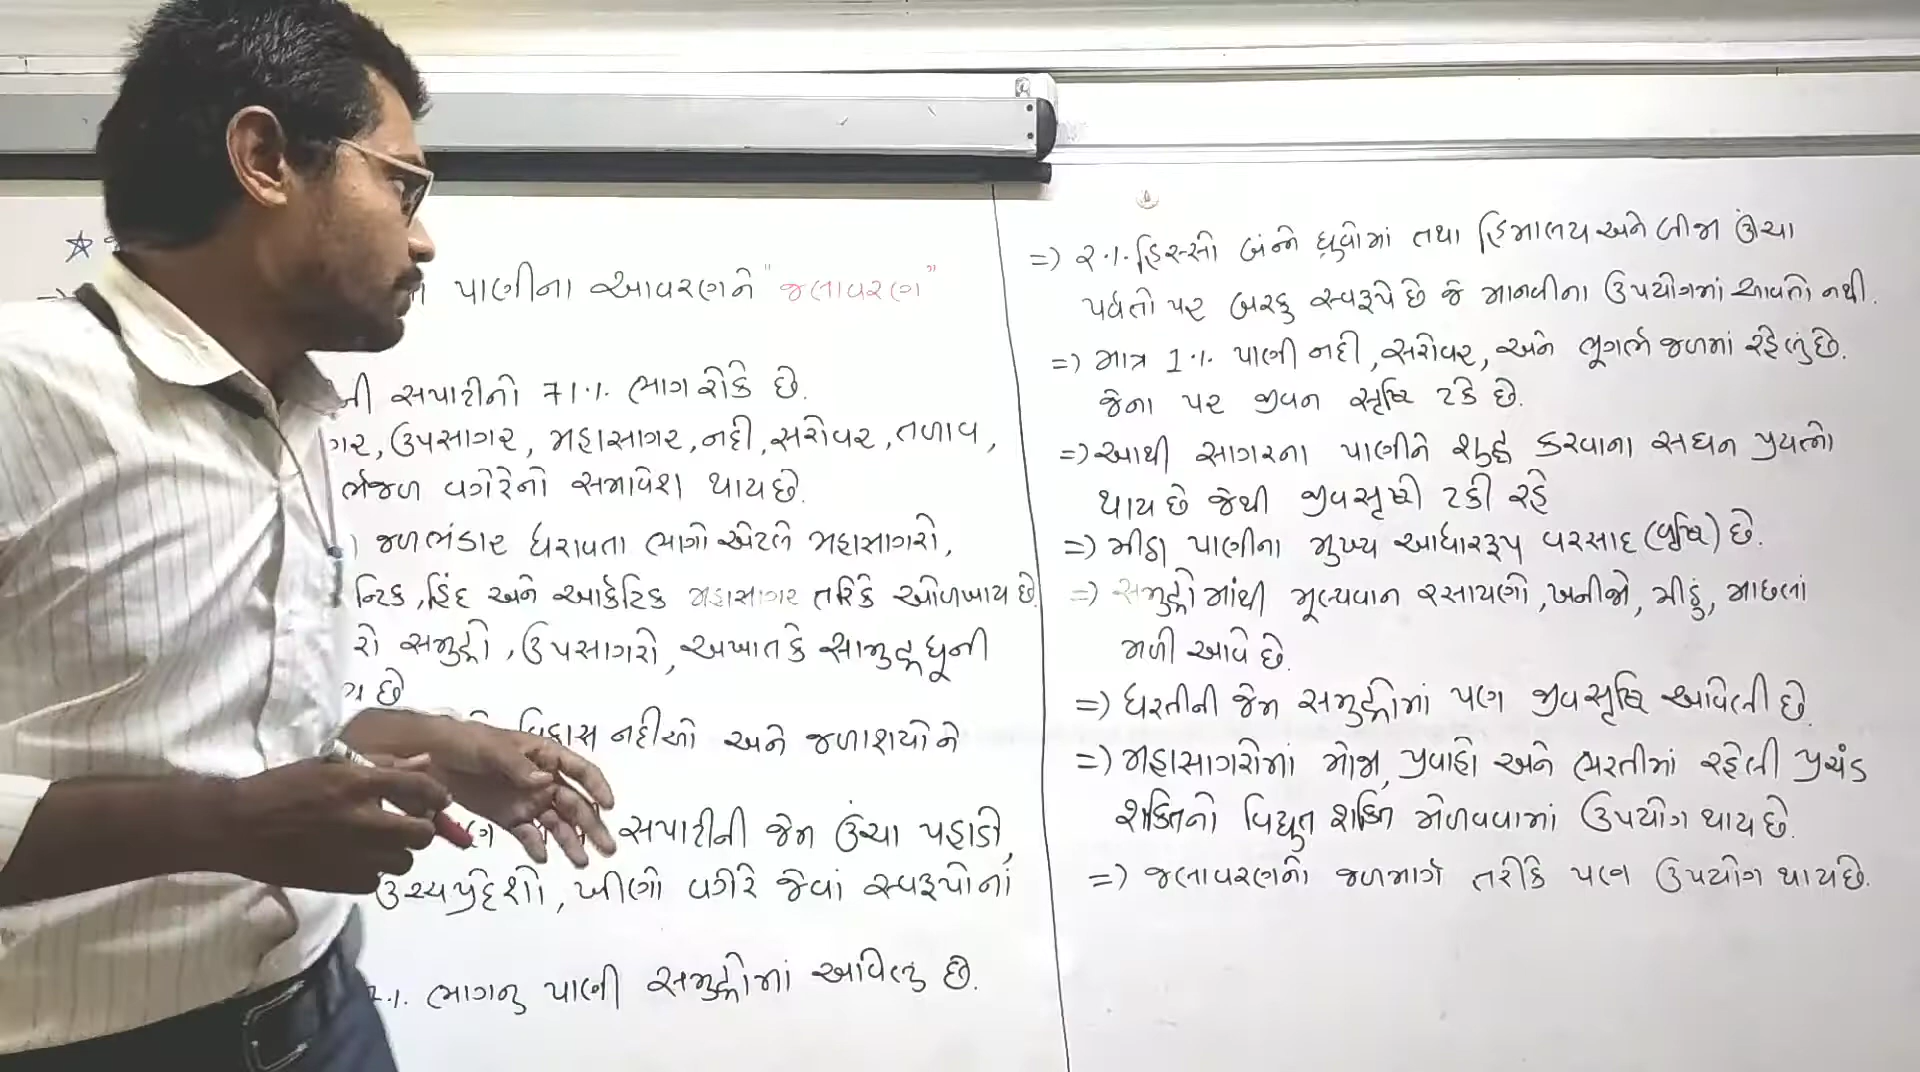 પાણીના આવરણને "જલાવરણ"
ની સપાટીનો 71% ભાગ રોકે છે.
ગર, ઉપસાગર, મહાસાગર, નદી, સરોવર, તળાવ,
ર્ભજળ વગેરેનો સમાવેશ થાય છે.
જળભંડાર ધરાવતા ભાગો એટલે મહાસાગરો,
ન્ટિક, હિંદ અને આર્કટિક મહાસાગર તરિકે ઓળખાય છે.
રો સમુદ્રો, ઉપસાગરો, અખાત કે સામુદ્રધૂની
છે
વિકાસ નદીઓ અને જળાશયોને
સપાટીની જેમ ઉંચા પહાડો,
ઉચ્ચપ્રદેશો, ખીણો વગેરે જેવાં સ્વરૂપોનાં
% ભાગનુ પાણી સમુદ્રોમાં આવેલુ છે.
=> ૨% હિસ્સો બંન્ને ધ્રુવોમાં તથા હિમાલય અને બીજા ઊંચા
પર્વતો પર બરફ સ્વરૂપે છે જે માનવીના ઉપયોગમાં આવતો નથી.
=> માત્ર 1% પાણી નદી, સરોવર, અને ભૂગર્ભ જળમાં રહેલું છે.
જેના પર જીવન સૃષ્ટિ ટકે છે.
=> આથી સાગરના પાણીને શુદ્ધ કરવાના સઘન પ્રયત્નો
થાય છે જેથી જીવસૃષ્ટી ટકી રહે
=> મીઠા પાણીના મુખ્ય આધારરૂપ વરસાદ (વૃષ્ટિ) છે.
=> સમુદ્રોમાંથી મૂલ્યવાન રસાયણો, ખનીજો, મીઠું, માછલાં
મળી આવે છે.
=> ધરતીની જેમ સમુદ્રોમાં પણ જીવસૃષ્ટિ આવેલી છે.
=> મહાસાગરોમાં મોજા, પ્રવાહો અને ભરતીમાં રહેલી પ્રચંડ
શક્તિનો વિદ્યુત શક્તિ મેળવવામાં ઉપયોગ થાય છે.
=> જલાવરણનો જળમાર્ગ તરીકે પણ ઉપયોગ થાય છે.